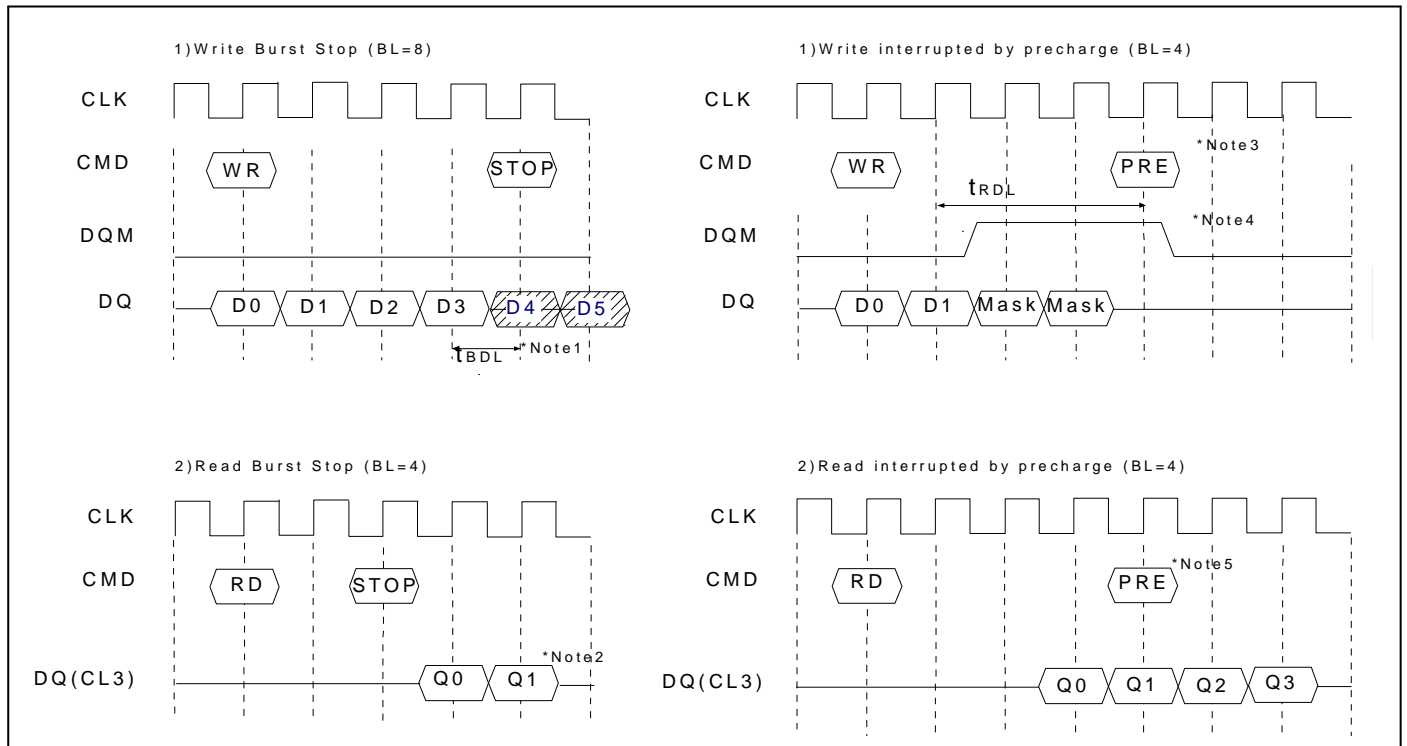 1)Write Burst Stop (BL=8)
CLK
CMD
WR
STOP
DQM
DQ
D0
D1
D2
D3
D4
D5
tBDL
*Note1
1)Write interrupted by precharge (BL=4)
CLK
CMD
WR
PRE
*Note3
tRDL
DQM
*Note4
DQ
D0
D1
Mask
Mask
2)Read Burst Stop (BL=4)
CLK
CMD
RD
STOP
DQ(CL3)
Q0
Q1
*Note2
2)Read interrupted by precharge (BL=4)
CLK
CMD
RD
PRE
*Note5
DQ(CL3)
Q0
Q1
Q2
Q3